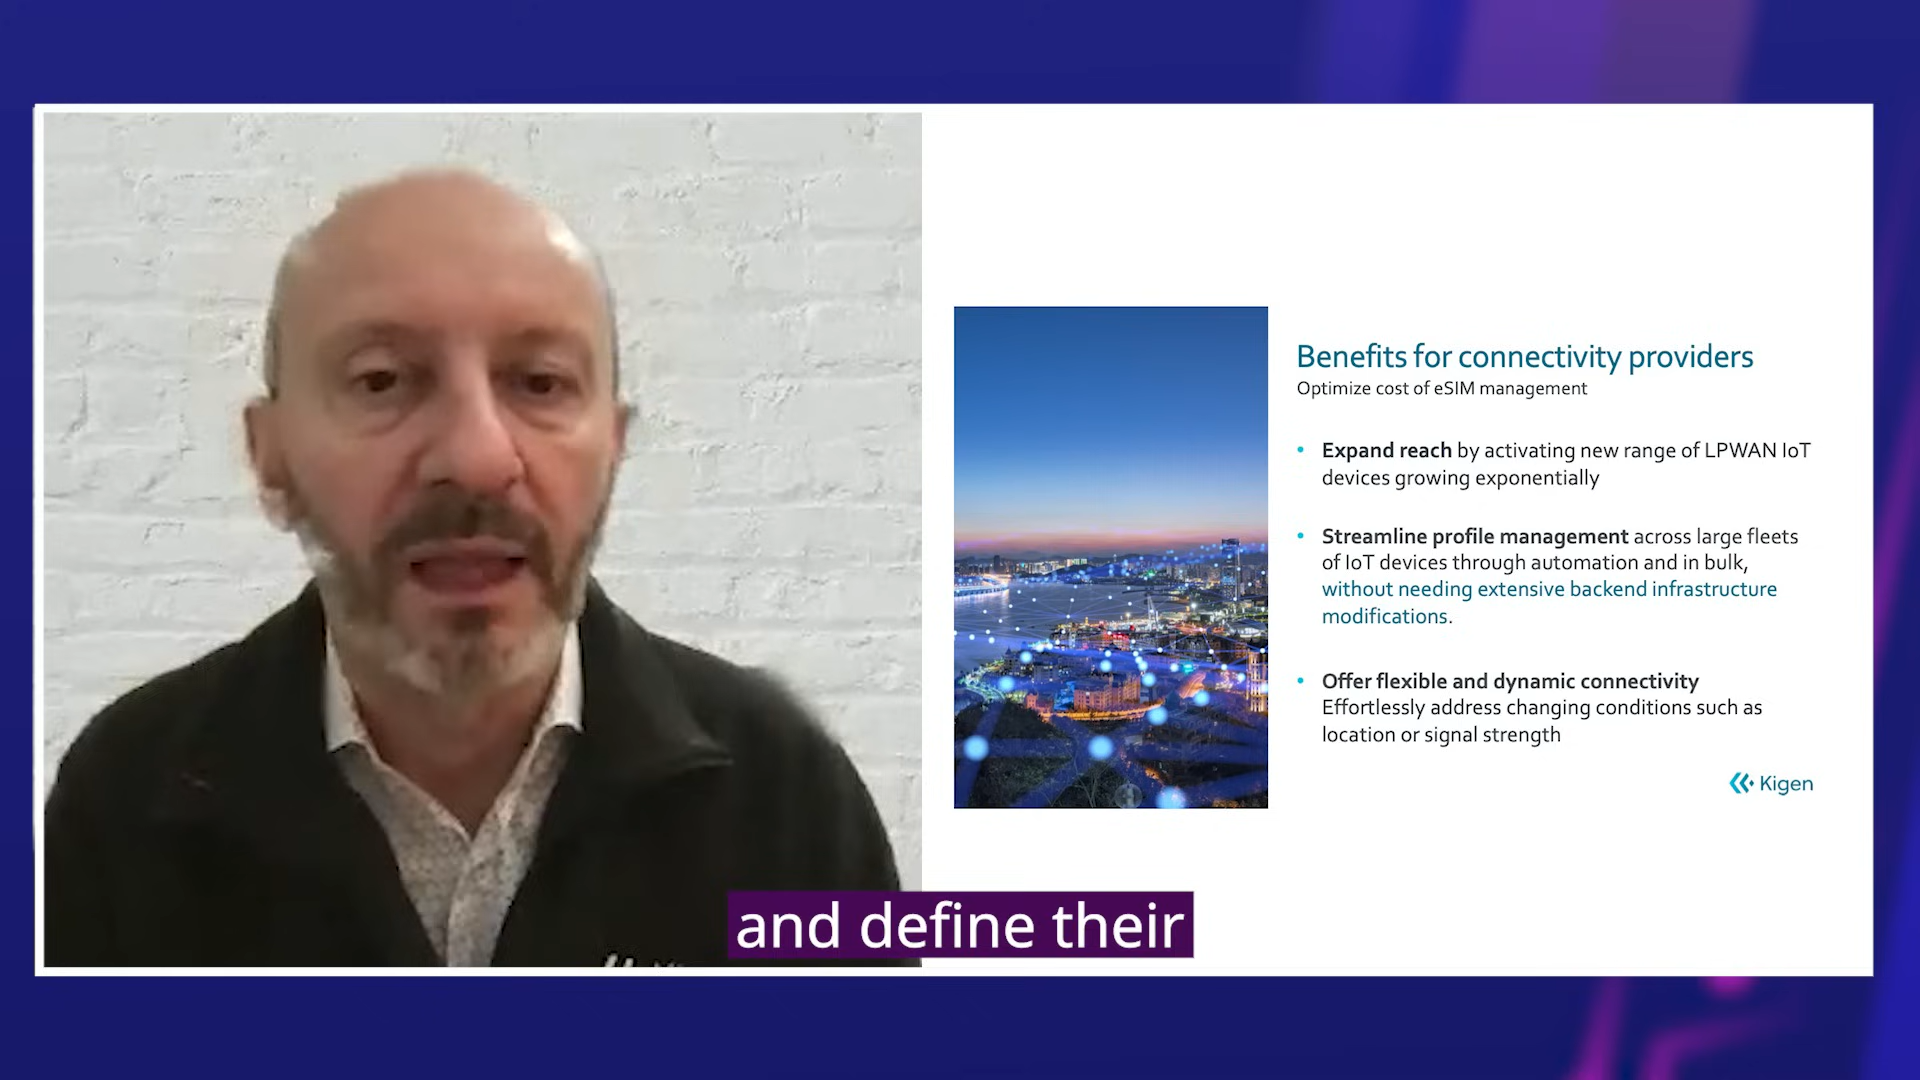 Benefits for connectivity providers
Optimize cost of eSIM management
• Expand reach by activating new range of LPWAN IoT
devices growing exponentially
• Streamline profile management across large fleets
of IoT devices through automation and in bulk,
without needing extensive backend infrastructure
modifications.
• Offer flexible and dynamic connectivity
Effortlessly address changing conditions such as
location or signal strength
Kigen
and define their